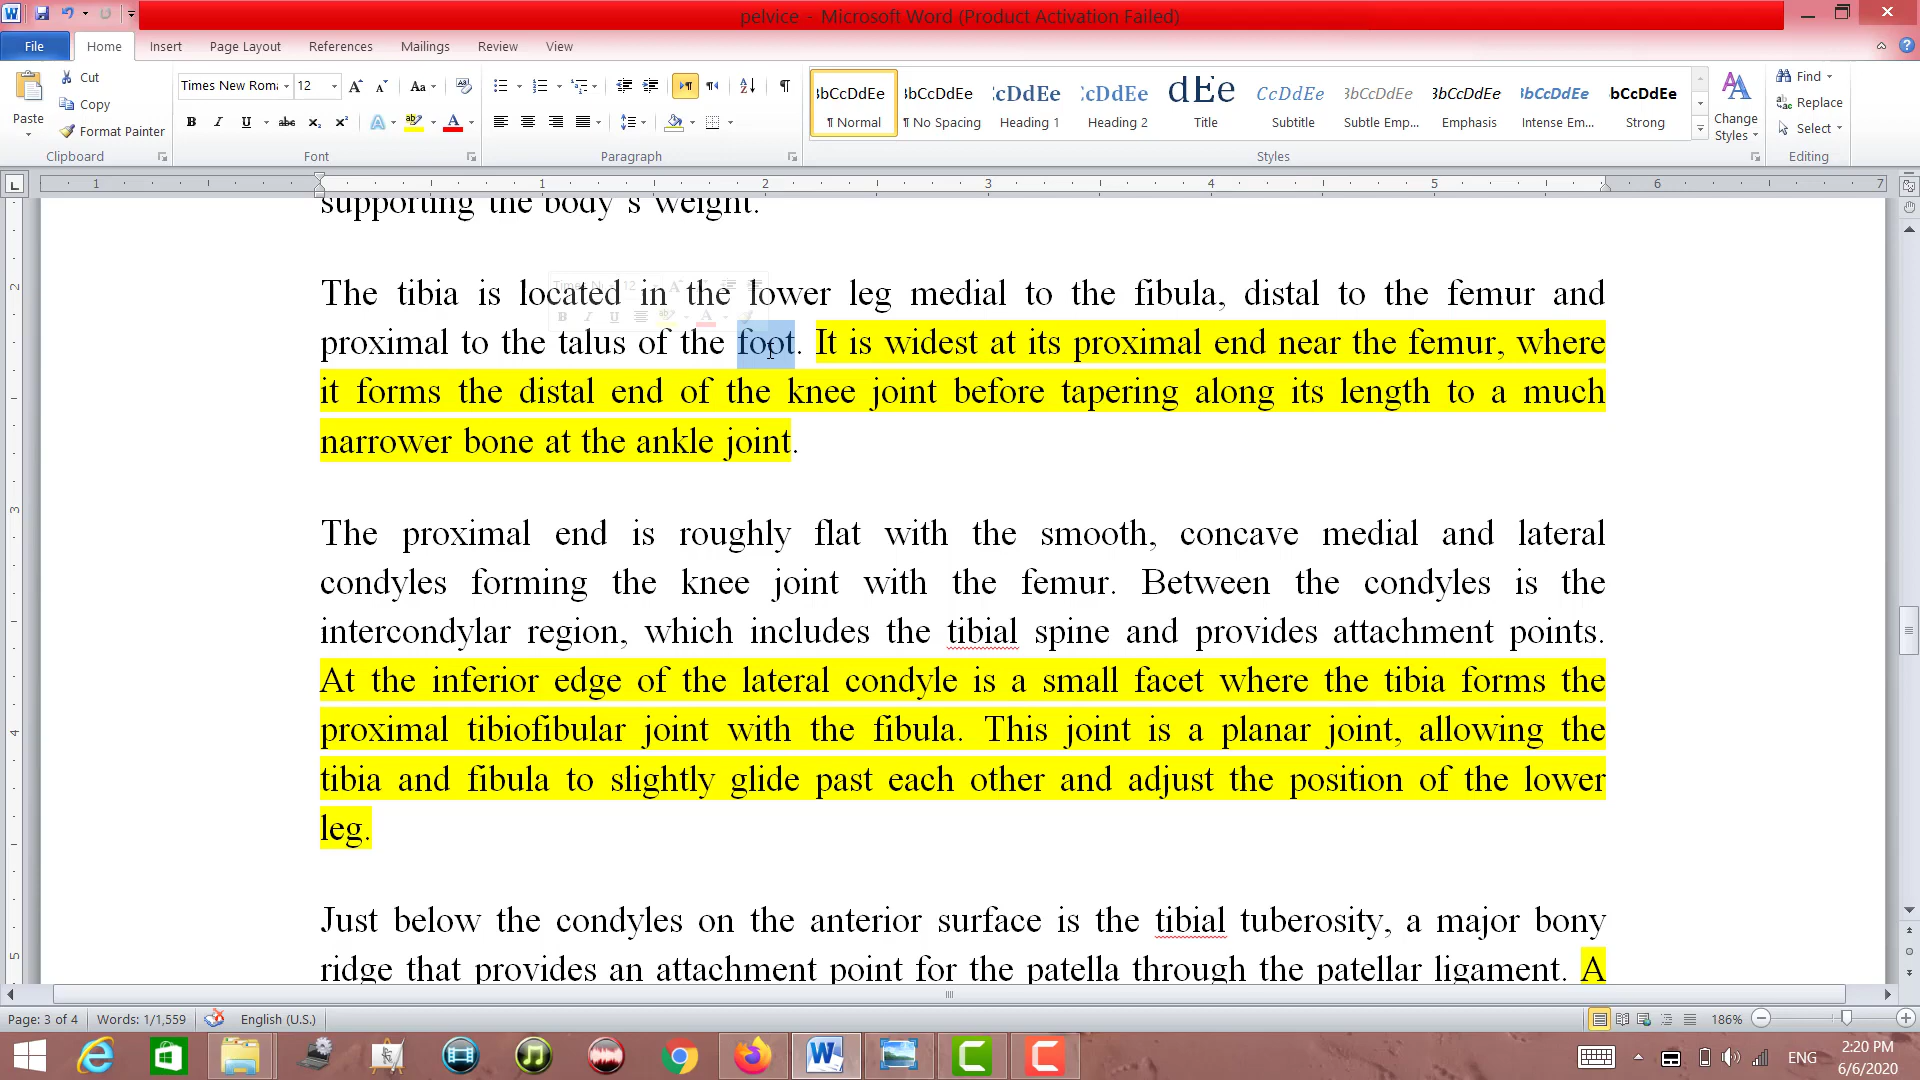 pelvice - Microsoft Word (Product Activation Failed)
File Home Insert Page Layout References Mailings Review View
Cut
Copy
Format Painter
Paste
Clipboard
Times New Rom 12
Font
Paragraph
¶ Normal
¶ No Spacing
Heading 1
Heading 2
Title
Subtitle
Subtle Emp...
Emphasis
Intense Em...
Strong
Styles
Change Styles
Find
Replace
Select
Editing
supporting the body's weight.
The tibia is located in the lower leg medial to the fibula, distal to the femur and
proximal to the talus of the foot. It is widest at its proximal end near the femur, where
it forms the distal end of the knee joint before tapering along its length to a much
narrower bone at the ankle joint.
The proximal end is roughly flat with the smooth, concave medial and lateral
condyles forming the knee joint with the femur. Between the condyles is the
intercondylar region, which includes the tibial spine and provides attachment points.
At the inferior edge of the lateral condyle is a small facet where the tibia forms the
proximal tibiofibular joint with the fibula. This joint is a planar joint, allowing the
tibia and fibula to slightly glide past each other and adjust the position of the lower
leg.
Just below the condyles on the anterior surface is the tibial tuberosity, a major bony
ridge that provides an attachment point for the patella through the patellar ligament. A
Page: 3 of 4 Words: 1/1,559 English (U.S.) 186%
ENG
2:20 PM
6/6/2020